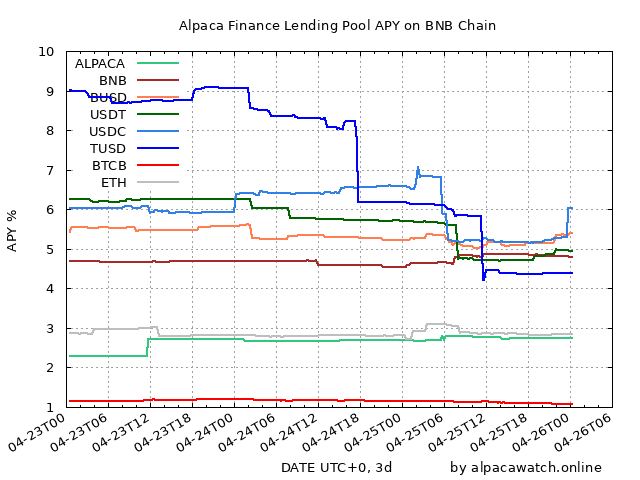 Alpaca Finance Lending Pool APY on BNB Chain
10
9
8
7
6
5
4
3
2
1
APY %
ALPACA
BNB
BUSD
USDT
USDC
TUSD
BTCB
ETH
04-23T00
04-23T06
04-23T12
04-23T18
04-24T00
04-24T06
04-24T12
04-24T18
04-25T00
04-25T06
04-25T12
04-25T18
04-26T00
04-26T06
DATE UTC+0, 3d
by alpacawatch.online